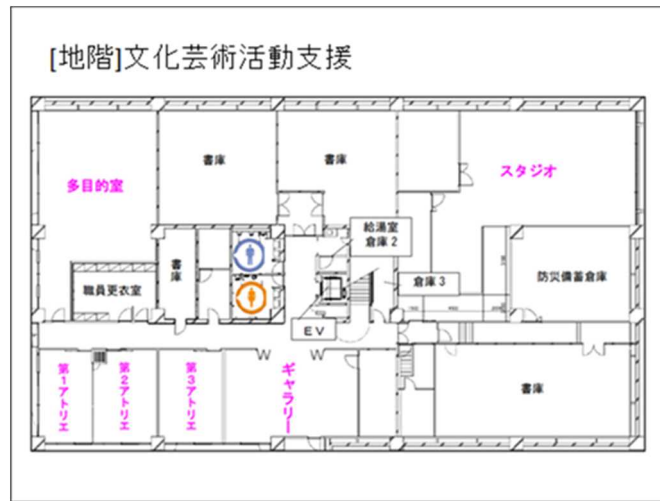 [地階]文化芸術活動支援
書庫
書庫
多目的室
スタジオ
給湯室
倉庫2
書庫
職員更衣室
倉庫3
防災備蓄倉庫
EV
第1アトリエ
第2アトリエ
第3アトリエ
ギャラリー
書庫